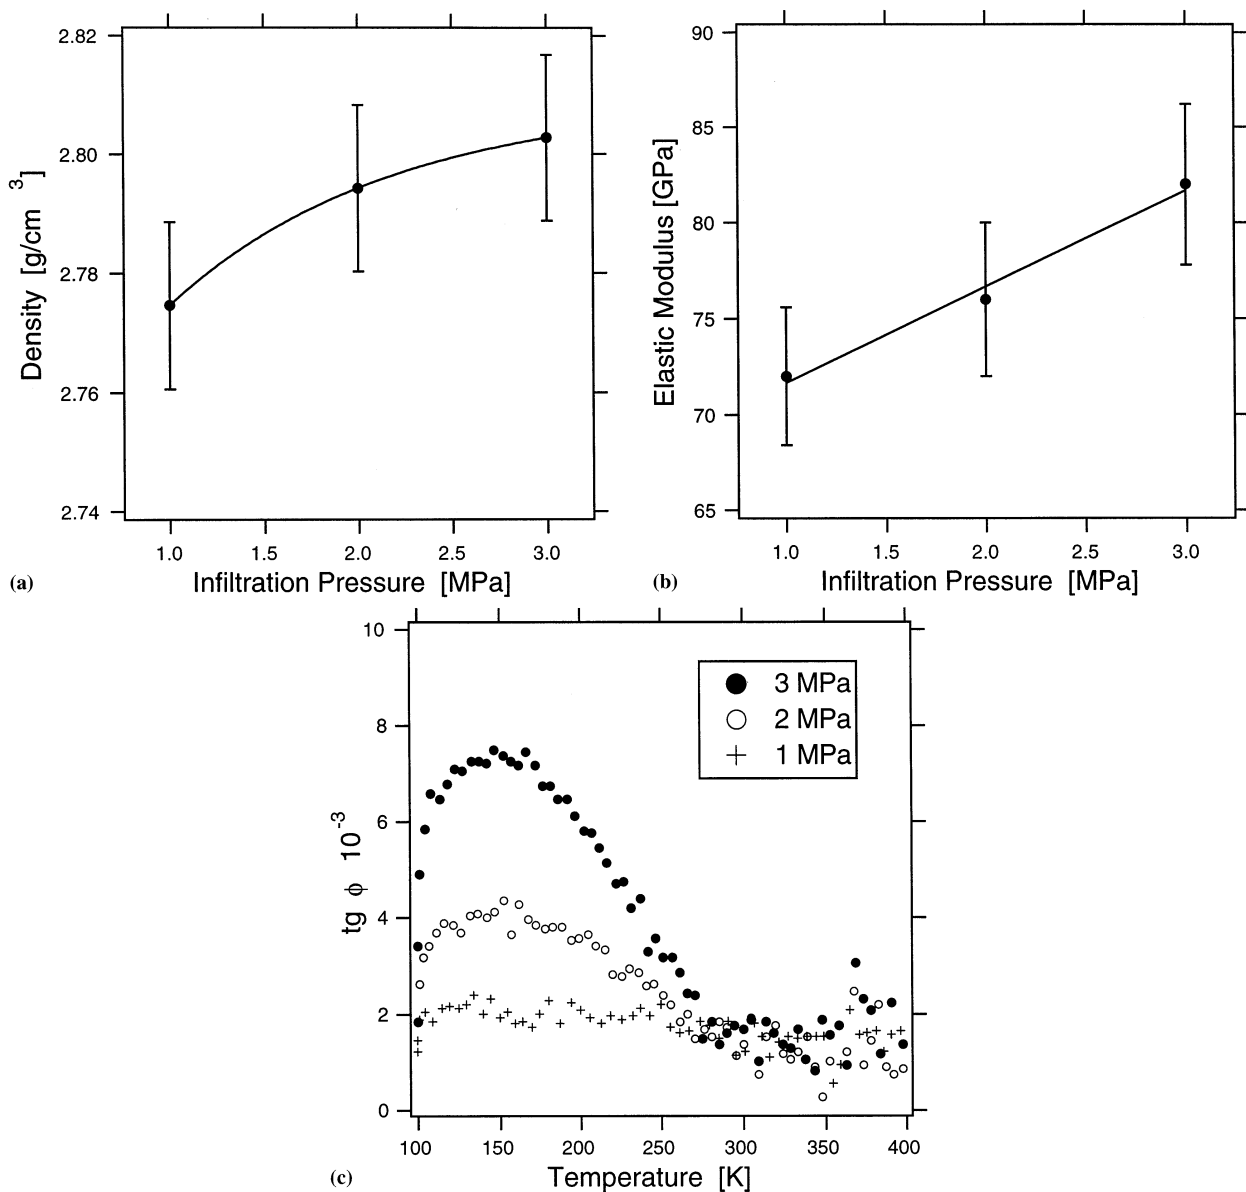 2.82
2.80
2.78
2.76
2.74
Density [g/cm ³]
1.0 1.5 2.0 2.5 3.0
(a) Infiltration Pressure [MPa]
90
85
80
75
70
65
Elastic Modulus [GPa]
1.0 1.5 2.0 2.5 3.0
(b) Infiltration Pressure [MPa]
10
8
6
4
2
0
tg ϕ 10⁻³
3 MPa
2 MPa
1 MPa
100 150 200 250 300 350 400
(c) Temperature [K]